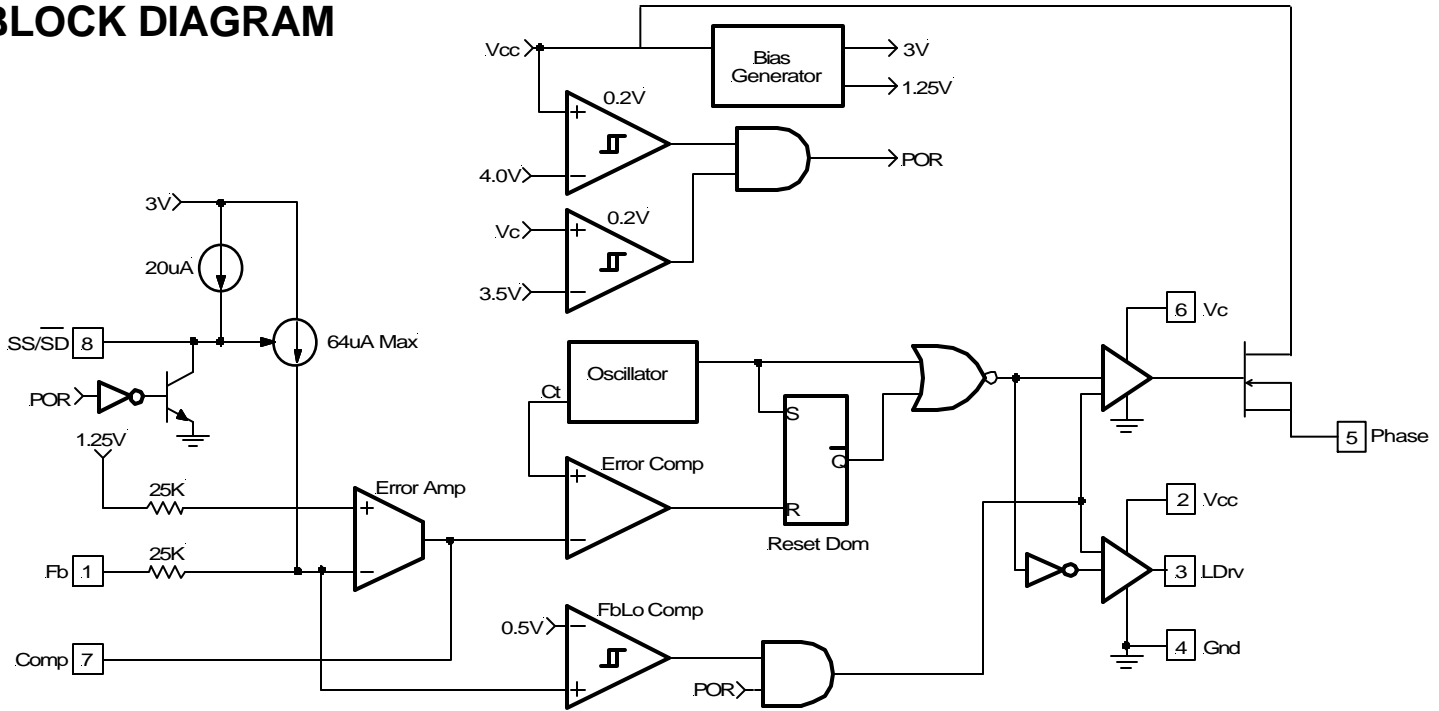 BLOCK DIAGRAM
Vcc
Bias
Generator
3V
1.25V
0.2V
+
4.0V
−
POR
Vc
0.2V
+
3.5V
−
3V
20uA
SS/SD 8
64uA Max
POR
1.25V
25K
Error Amp
+
Fb 1
25K
−
Comp 7
Oscillator
Ct
Error Comp
+
−
S
Q
R
Reset Dom
FbLo Comp
0.5V
−
+
POR
6 Vc
5 Phase
2 Vcc
3 LDrv
4 Gnd